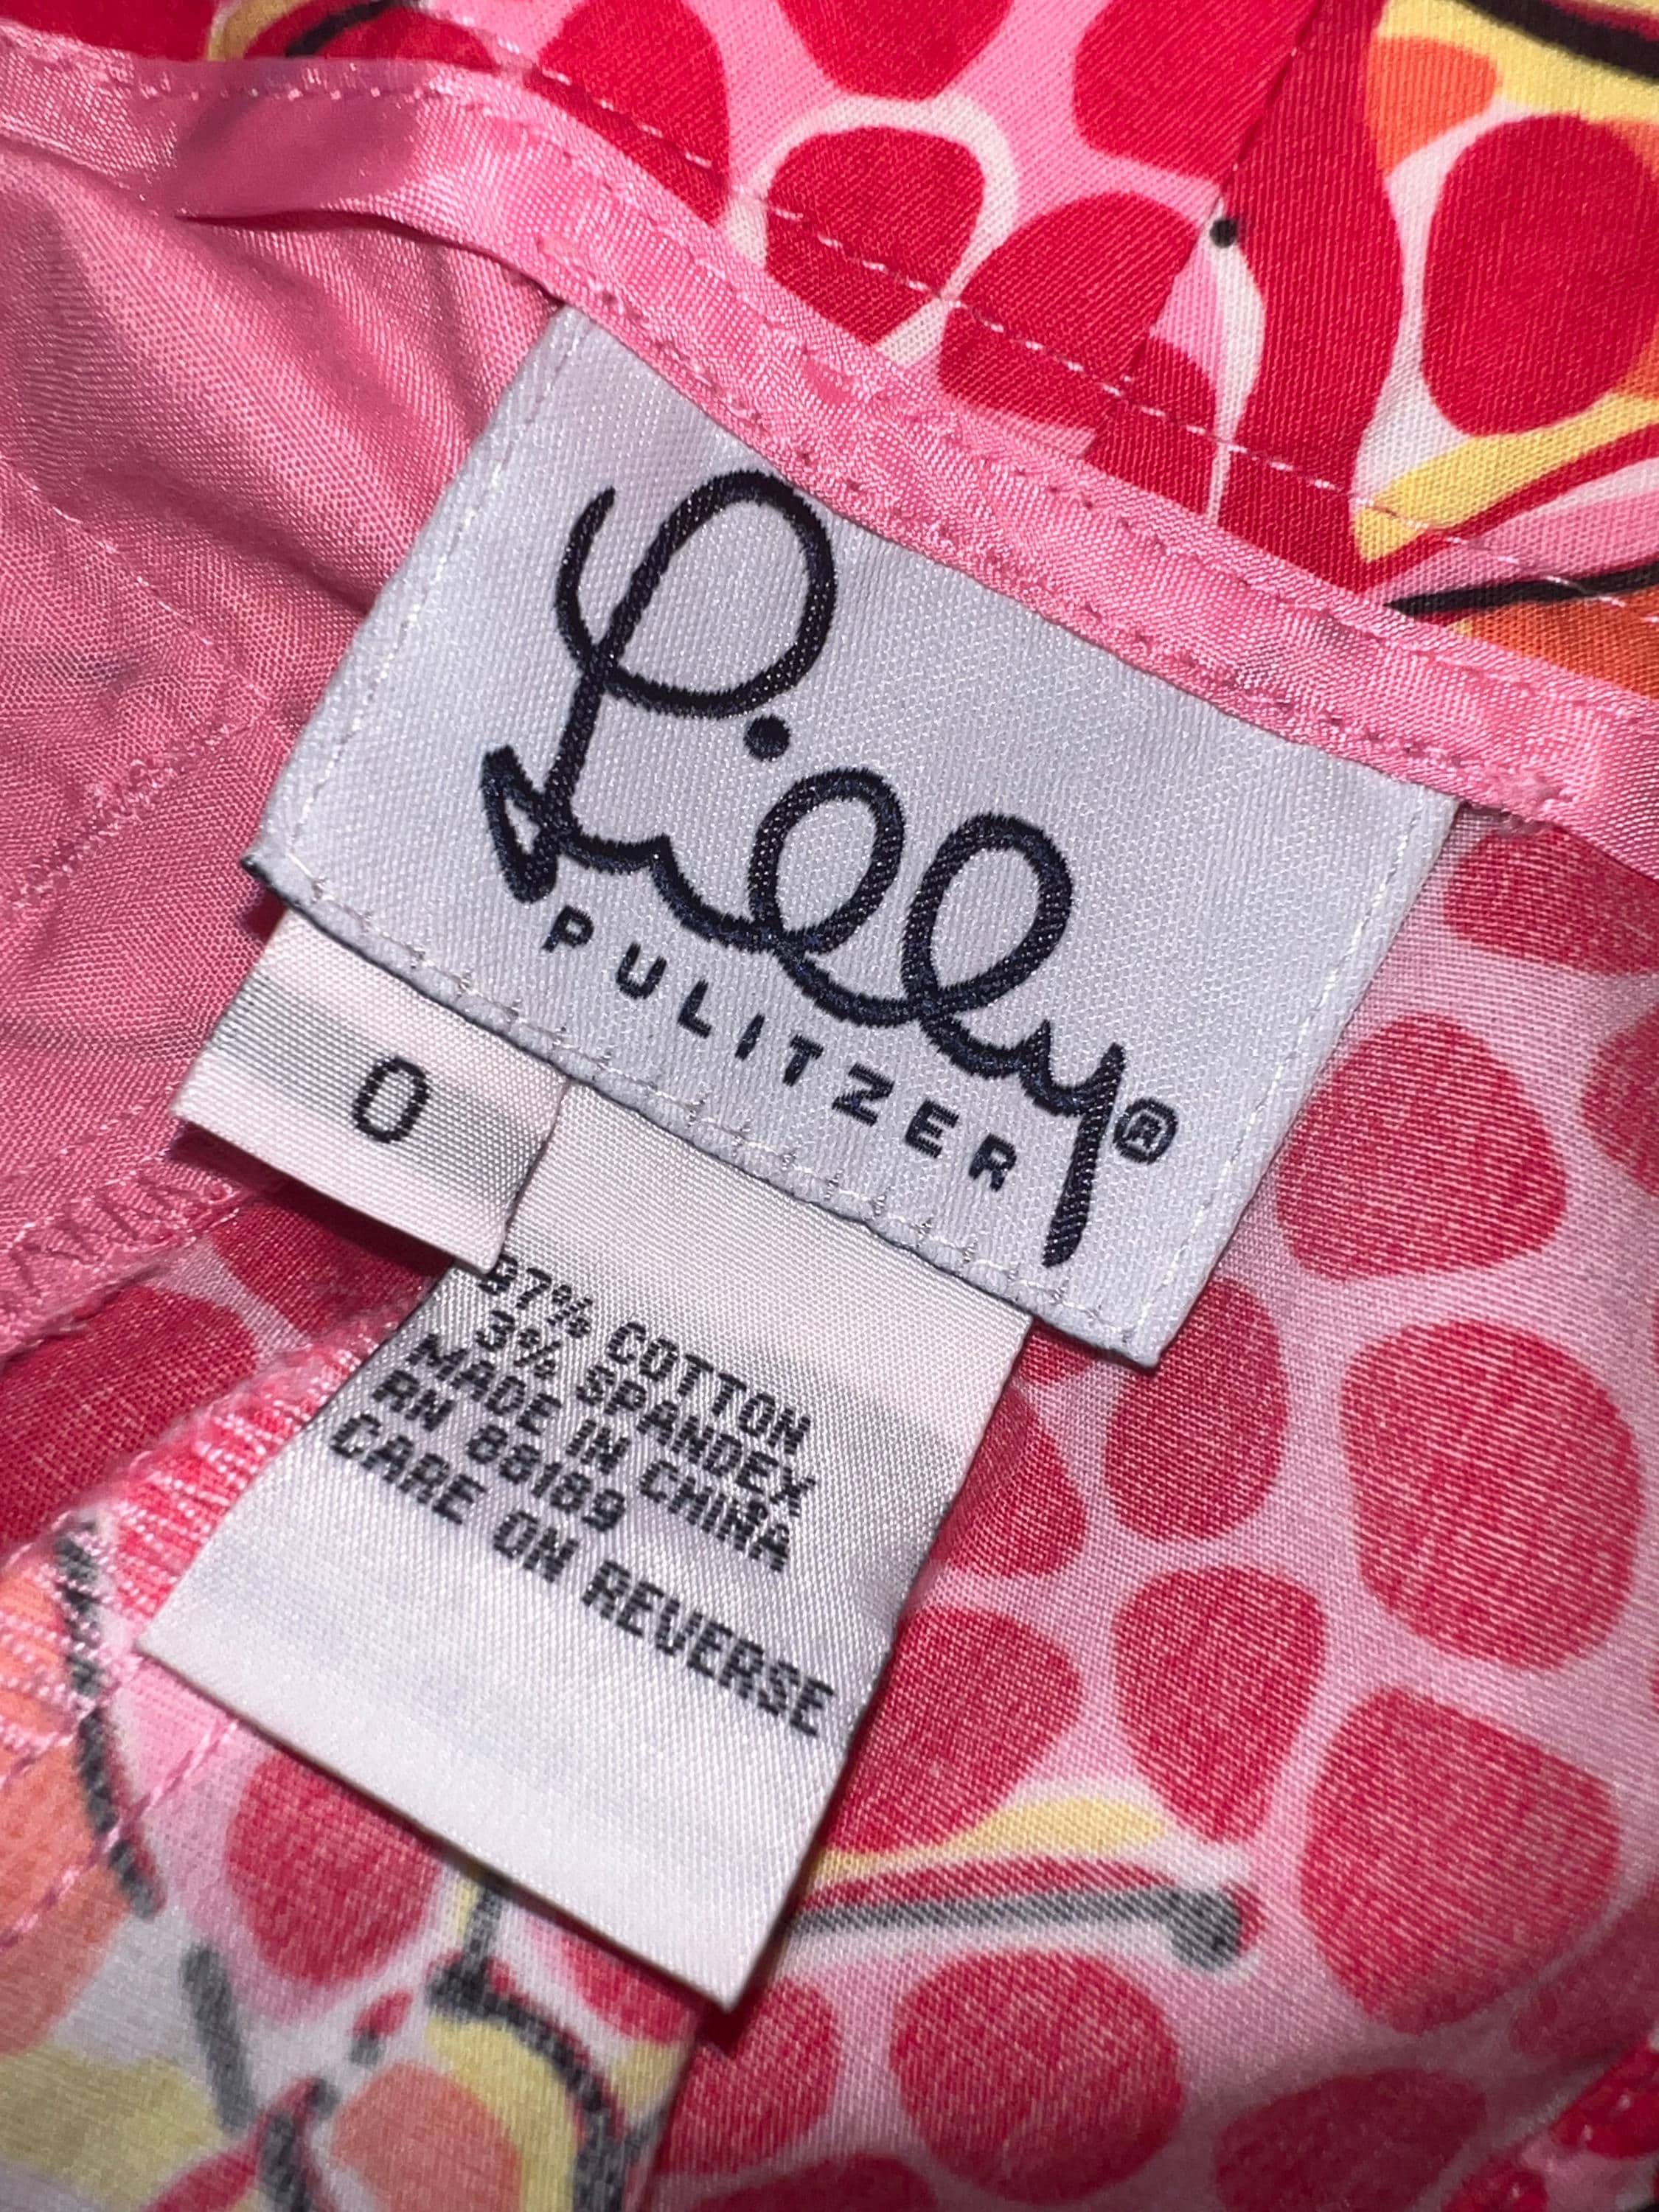 Lilly®
PULITZER
0
97% COTTON
3% SPANDEX
MADE IN CHINA
RN 88189
CARE ON REVERSE